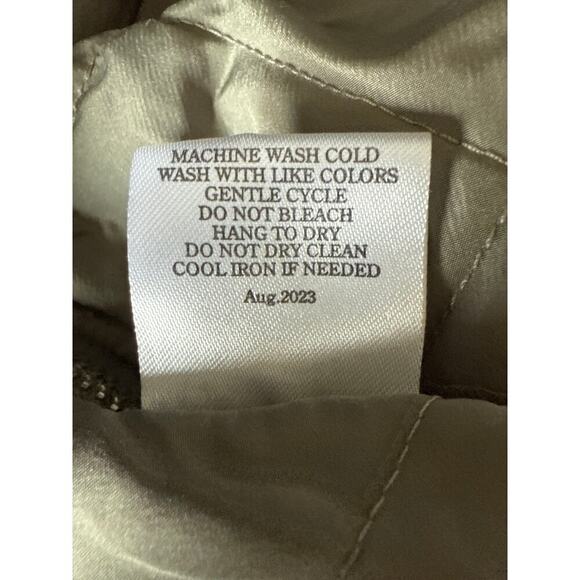 MACHINE WASH COLD
WASH WITH LIKE COLORS
GENTLE CYCLE
DO NOT BLEACH
HANG TO DRY
DO NOT DRY CLEAN
COOL IRON IF NEEDED
Aug.2023